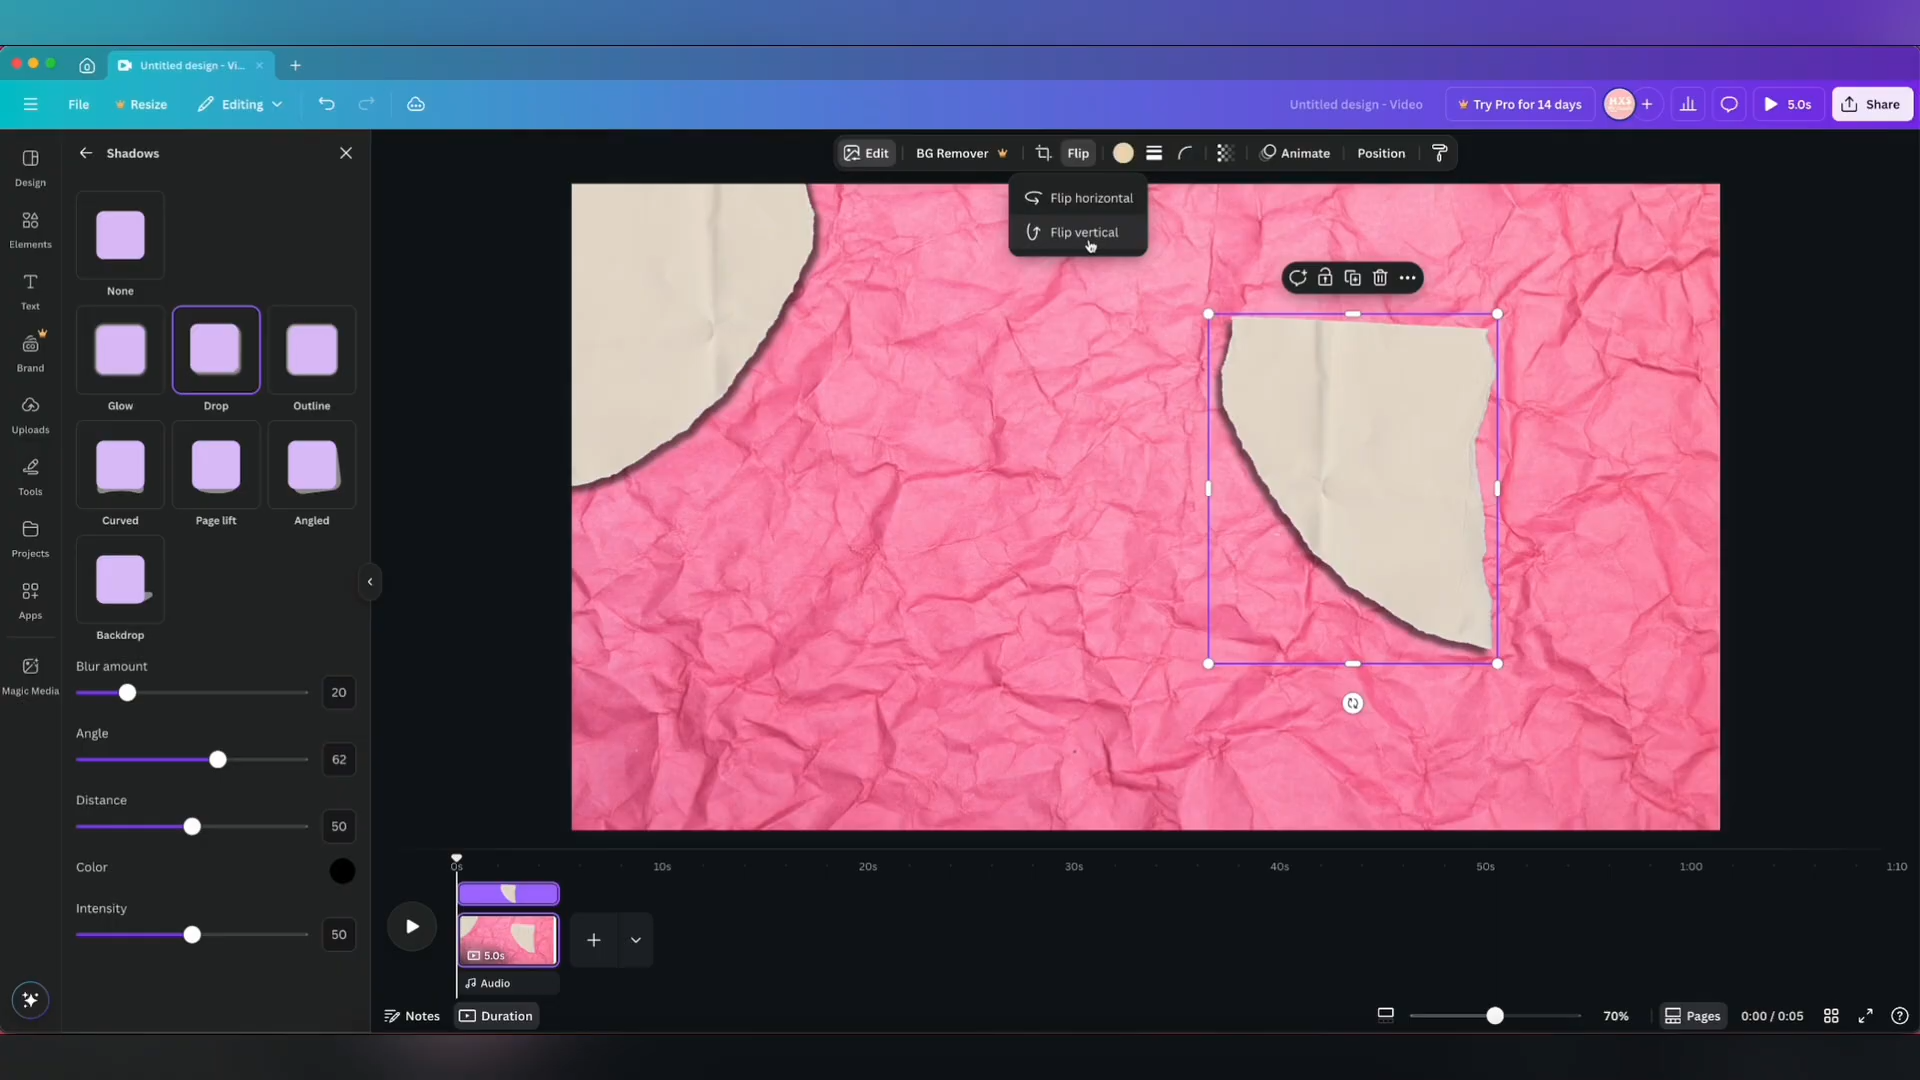 Untitled design - Vi...
File
Resize
Editing
Untitled design - Video
Try Pro for 14 days
5.0s
Share
Design
Elements
Text
Brand
Uploads
Tools
Projects
Apps
Magic Media
Shadows
None
Glow
Drop
Outline
Curved
Page lift
Angled
Backdrop
Blur amount
20
Angle
62
Distance
50
Color
Intensity
50
Edit
BG Remover
Flip
Animate
Position
Flip horizontal
Flip vertical
0s
10s
20s
30s
40s
50s
1:00
1:10
5.0s
Audio
Notes
Duration
70%
Pages
0:00 / 0:05